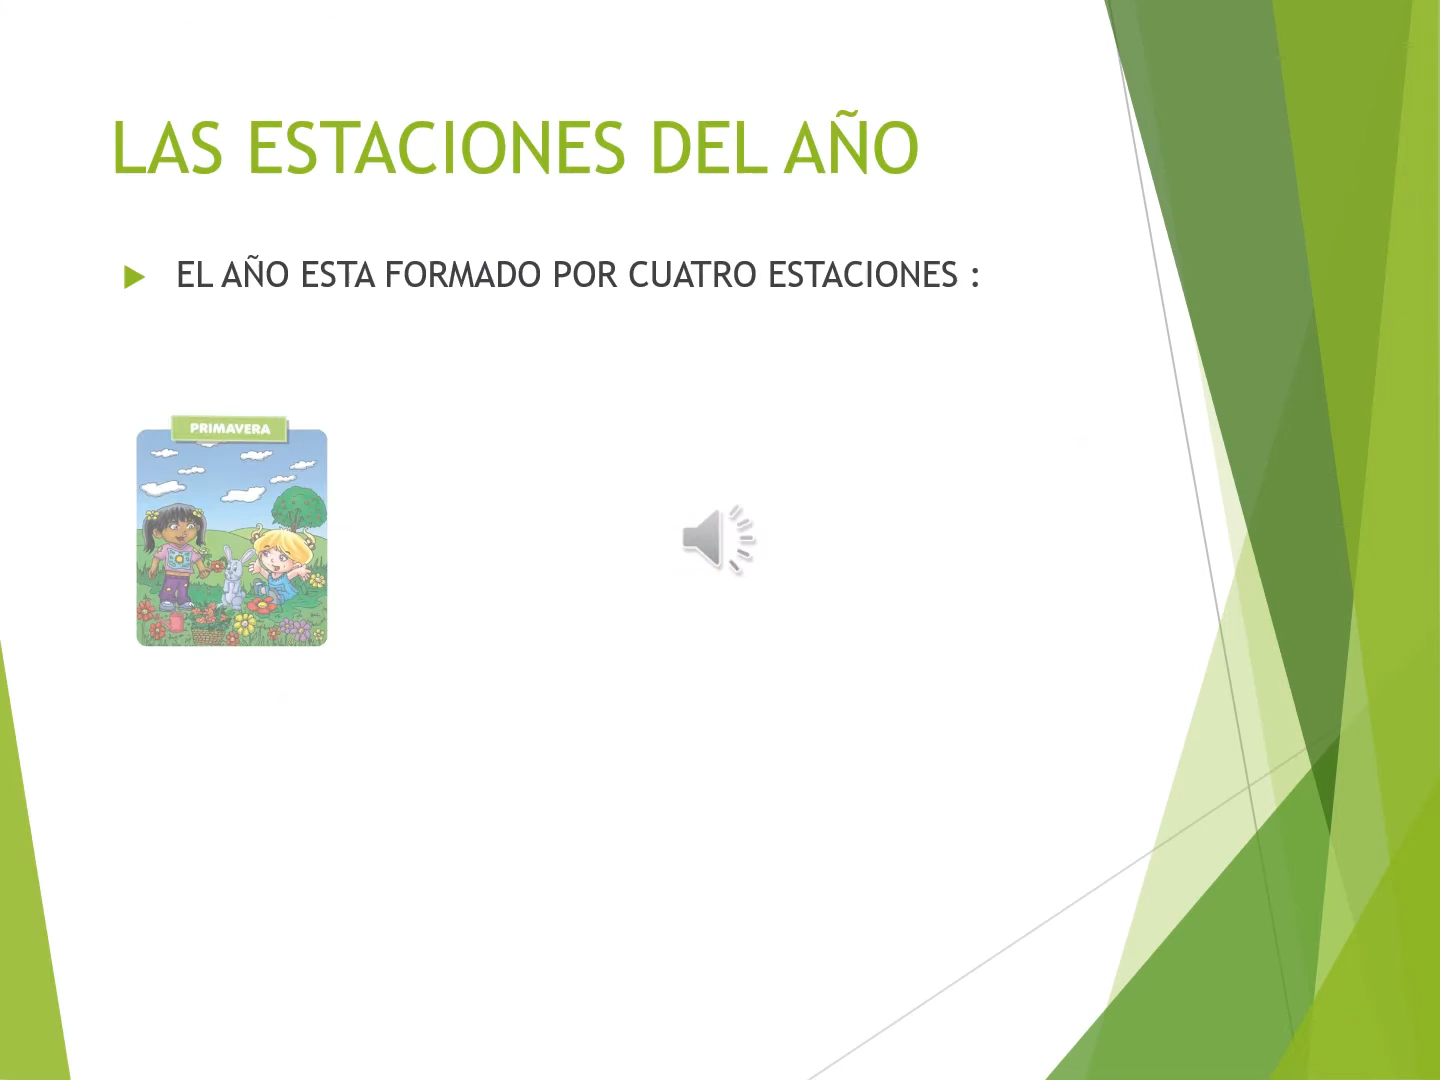 LAS ESTACIONES DEL AÑO
EL AÑO ESTA FORMADO POR CUATRO ESTACIONES :
PRIMAVERA